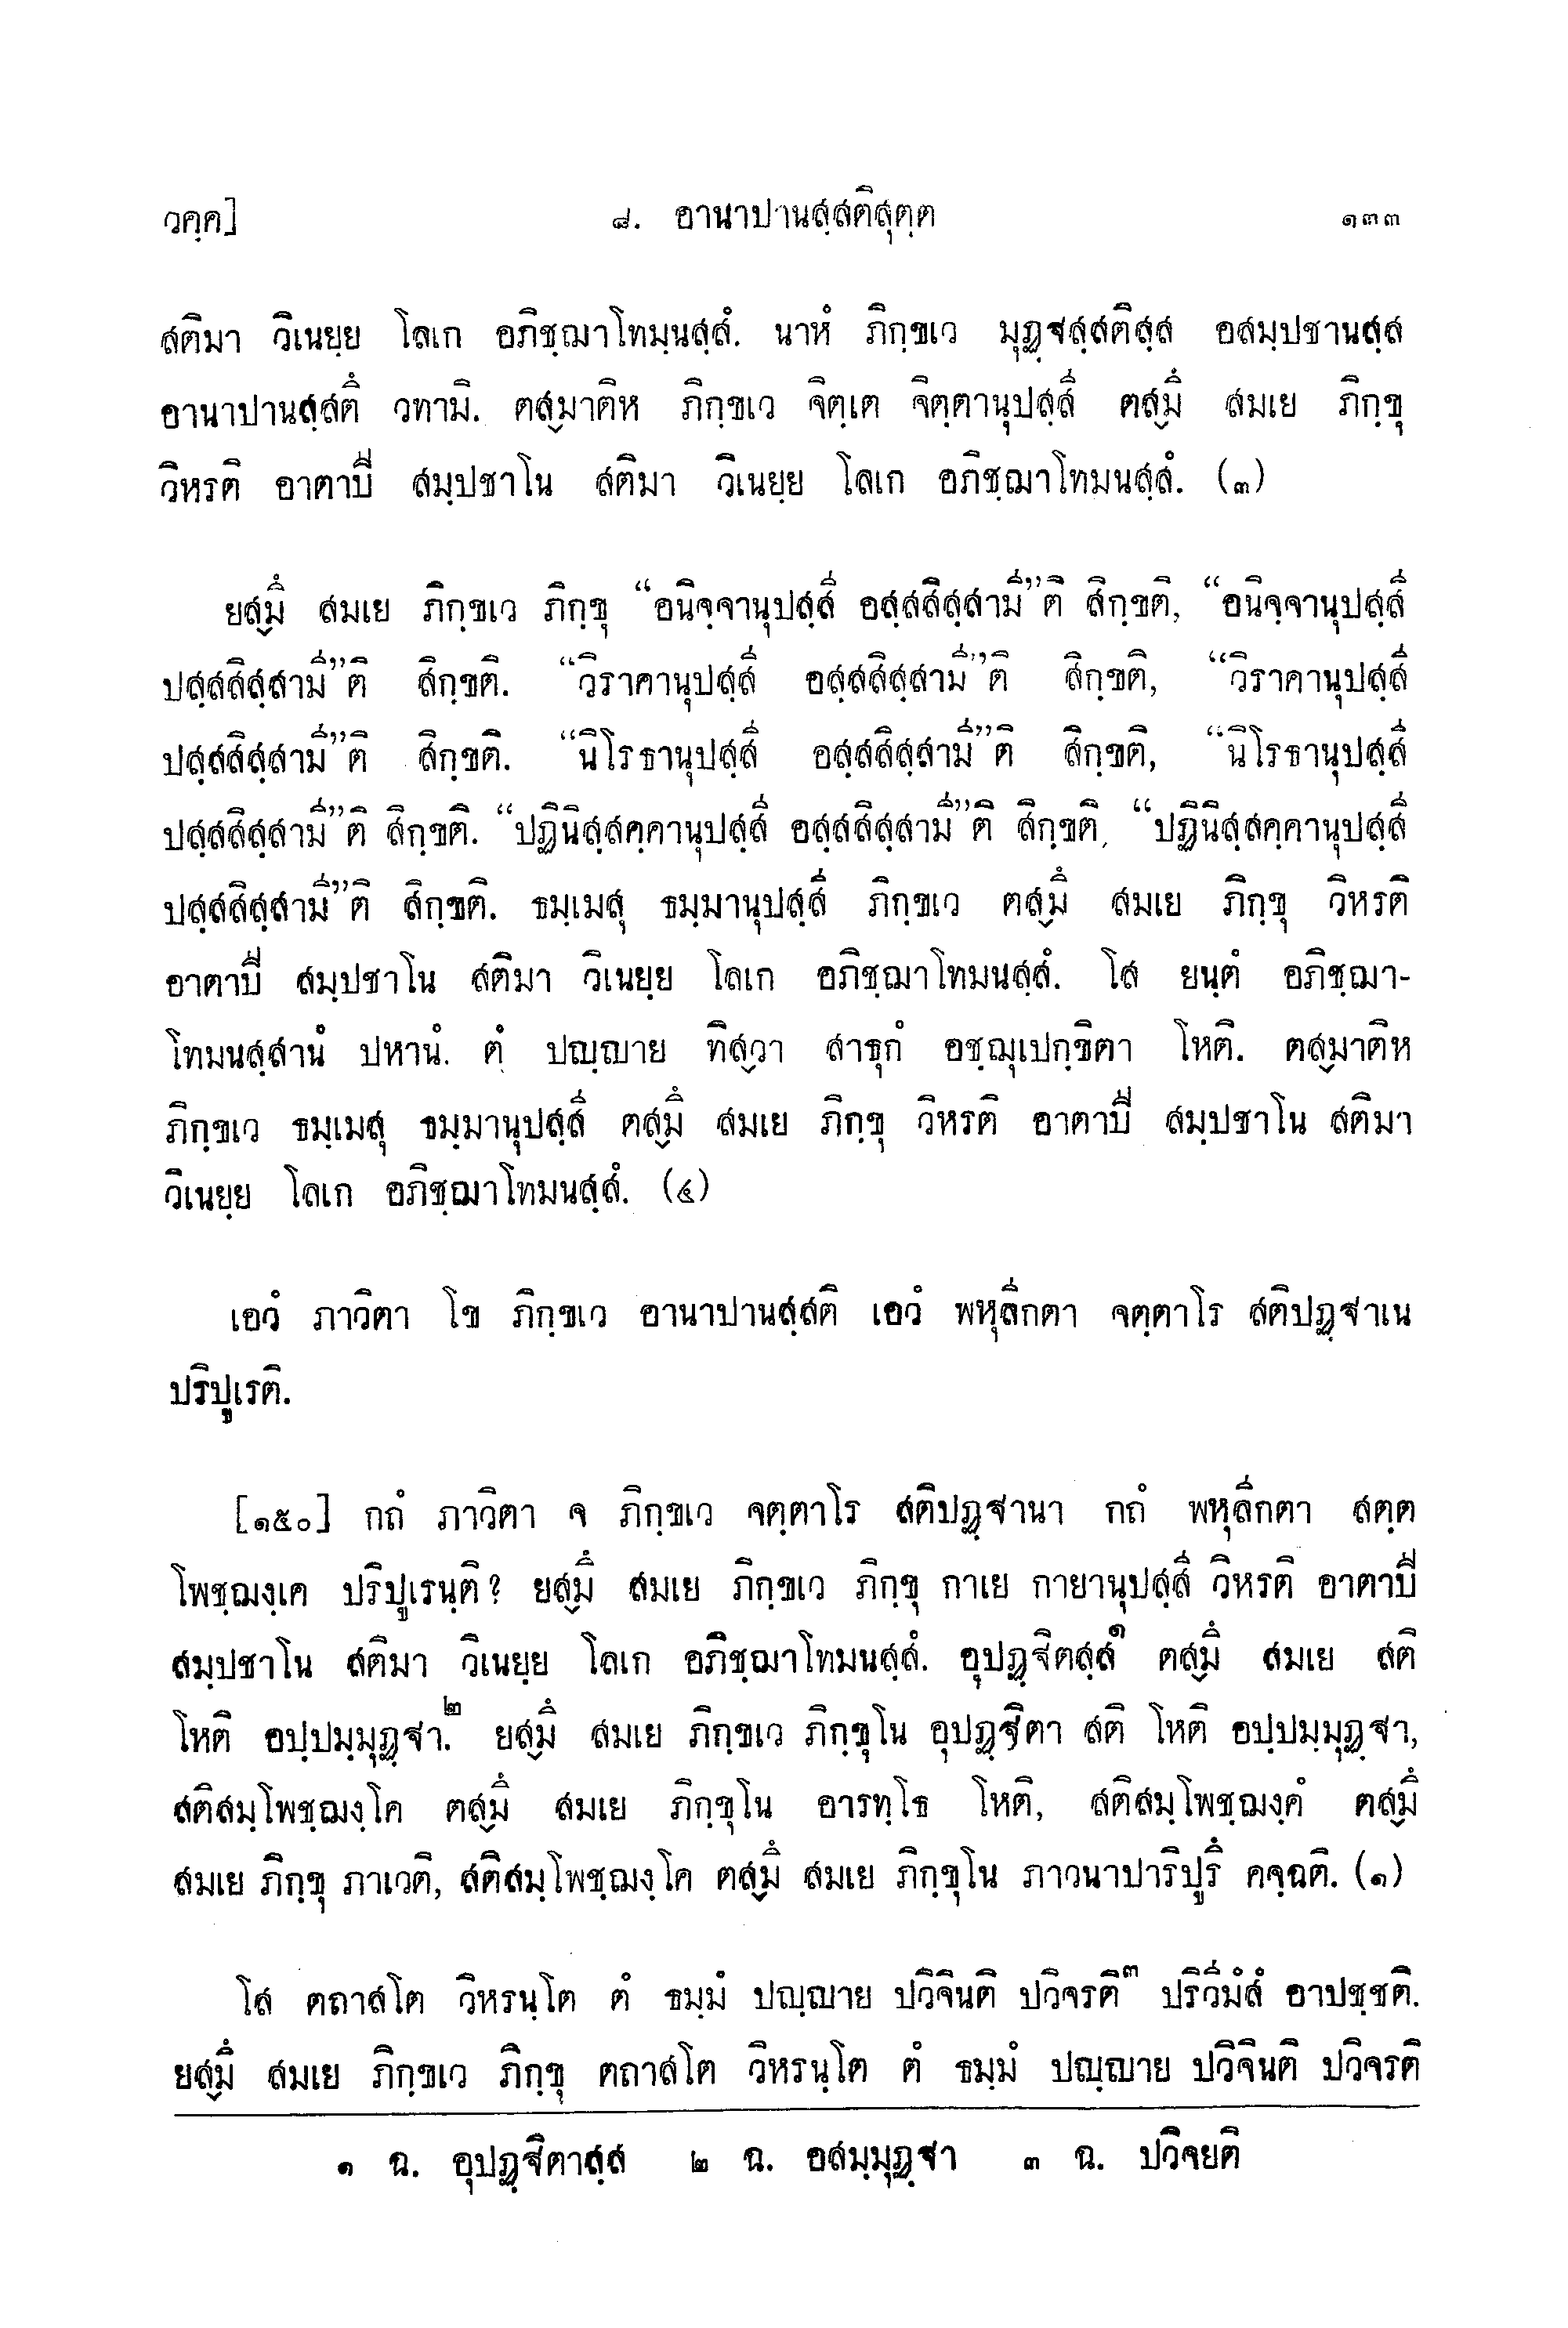 วคฺค]
๘. อานาปานสฺสติสุตฺต
๑๓๓
สติมา วิเนยฺย โลเก อภิชฺฌาโทมฺนสฺสํ. นาหํ ภิกฺขเว มุฏฺฐสฺสติสฺส อสมฺปชานสฺส
อานาปานสฺสตึ วทามิ. ตสฺมาติห ภิกฺขเว จิตฺเต จิตฺตานุปสฺสี ตสฺมึ สมเย ภิกฺขุ
วิหรติ อาตาปี สมฺปชาโน สติมา วิเนยฺย โลเก อภิชฺฌาโทมนสฺสํ. (๓)
ยสฺมึ สมเย ภิกฺขเว ภิกฺขุ “อนิจฺจานุปสฺสี อสฺสสิสฺสามี”ติ สิกฺขติ, “อนิจฺจานุปสฺสี
ปสฺสสิสฺสามี”ติ สิกฺขติ. “วิราคานุปสฺสี อสฺสสิสฺสามี”ติ สิกฺขติ, “วิราคานุปสฺสี
ปสฺสสิสฺสามี”ติ สิกฺขติ. “นิโรธานุปสฺสี อสฺสสิสฺสามี”ติ สิกฺขติ, “นิโรธานุปสฺสี
ปสฺสสิสฺสามี”ติ สิกฺขติ. “ปฏินิสฺสคฺคานุปสฺสี อสฺสสิสฺสามี”ติ สิกฺขติ, “ปฏินิสฺสคฺคานุปสฺสี
ปสฺสสิสฺสามี”ติ สิกฺขติ. ธมฺเมสุ ธมฺมานุปสฺสี ภิกฺขเว ตสฺมึ สมเย ภิกฺขุ วิหรติ
อาตาปี สมฺปชาโน สติมา วิเนยฺย โลเก อภิชฺฌาโทมนสฺสํ. โส ยนฺตํ อภิชฺฌา-
โทมนสฺสานํ ปหานํ. ตํ ปญฺญาย ทิสฺวา สาธุกํ อชฺฌุเปกฺขิตา โหติ. ตสฺมาติห
ภิกฺขเว ธมฺเมสุ ธมฺมานุปสฺสี ตสฺมึ สมเย ภิกฺขุ วิหรติ อาตาปี สมฺปชาโน สติมา
วิเนยฺย โลเก อภิชฺฌาโทมนสฺสํ. (๔)
เอวํ ภาวิตา โข ภิกฺขเว อานาปานสฺสติ เอวํ พหุลีกตา จตฺตาโร สติปฏฺฐาเน
ปริปูเรติ.
[๑๕๐] กถํ ภาวิตา จ ภิกฺขเว จตฺตาโร สติปฏฺฐานา กถํ พหุลีกตา สตฺต
โพชฺฌงฺเค ปริปูเรนฺติ? ยสฺมึ สมเย ภิกฺขเว ภิกฺขุ กาเย กายานุปสฺสี วิหรติ อาตาปี
สมฺปชาโน สติมา วิเนยฺย โลเก อภิชฺฌาโทมนสฺสํ. อุปฏฺฐิตสฺส๑ ตสฺมึ สมเย สติ
โหติ อปฺปมฺมุฏฺฐา.๒ ยสฺมึ สมเย ภิกฺขเว ภิกฺขุโน อุปฏฺฐิตา สติ โหติ อปฺปมฺมุฏฺฐา,
สติสมฺโพชฺฌงฺโค ตสฺมึ สมเย ภิกฺขุโน อารทฺโธ โหติ, สติสมฺโพชฺฌงฺคํ ตสฺมึ
สมเย ภิกฺขุ ภาเวติ, สติสมฺโพชฺฌงฺโค ตสฺมึ สมเย ภิกฺขุโน ภาวนาปาริปูรึ คจฺฉติ. (๑)
โส ตถาสโต วิหรนฺโต ตํ ธมฺมํ ปญฺญาย ปวิจินติ ปวิจรติ๓ ปริวีมํสํ อาปชฺชติ.
ยสฺมึ สมเย ภิกฺขเว ภิกฺขุ ตถาสโต วิหรนฺโต ตํ ธมฺมํ ปญฺญาย ปวิจินติ ปวิจรติ
๑ ฉ. อุปฏฺฐิตาสฺส ๒ ฉ. อสมฺมุฏฺฐา ๓ ฉ. ปวิจยติ